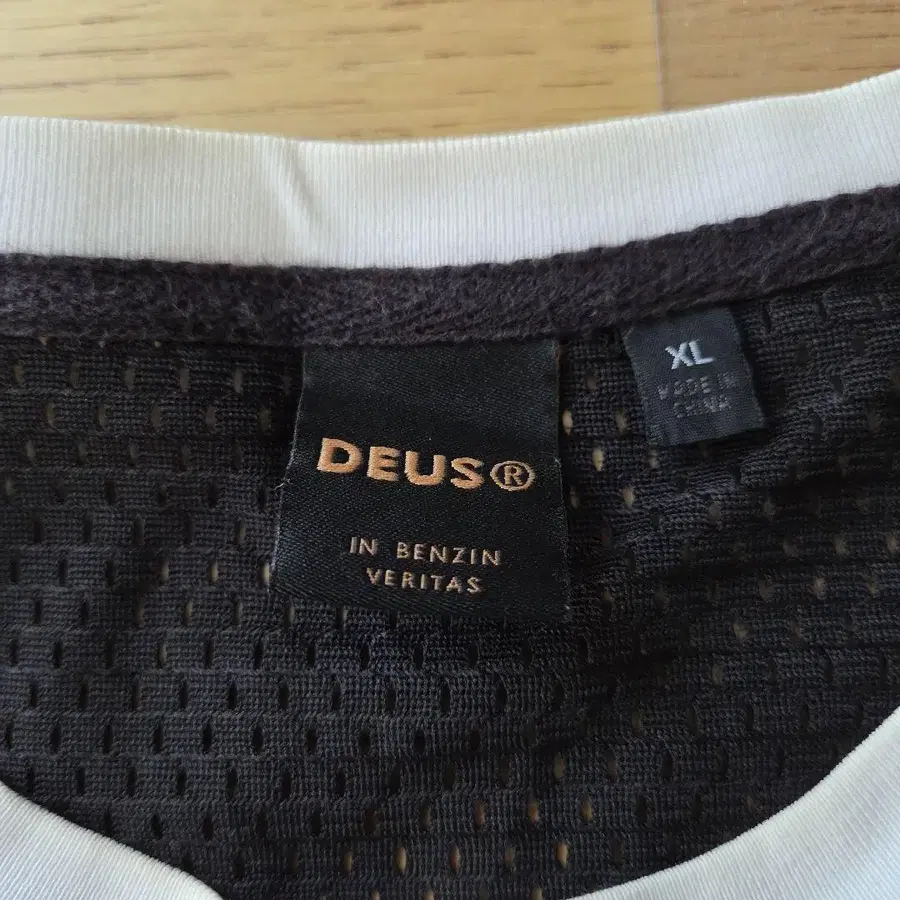 DEUS®
IN BENZIN
VERITAS
XL
MADE IN
CHINA